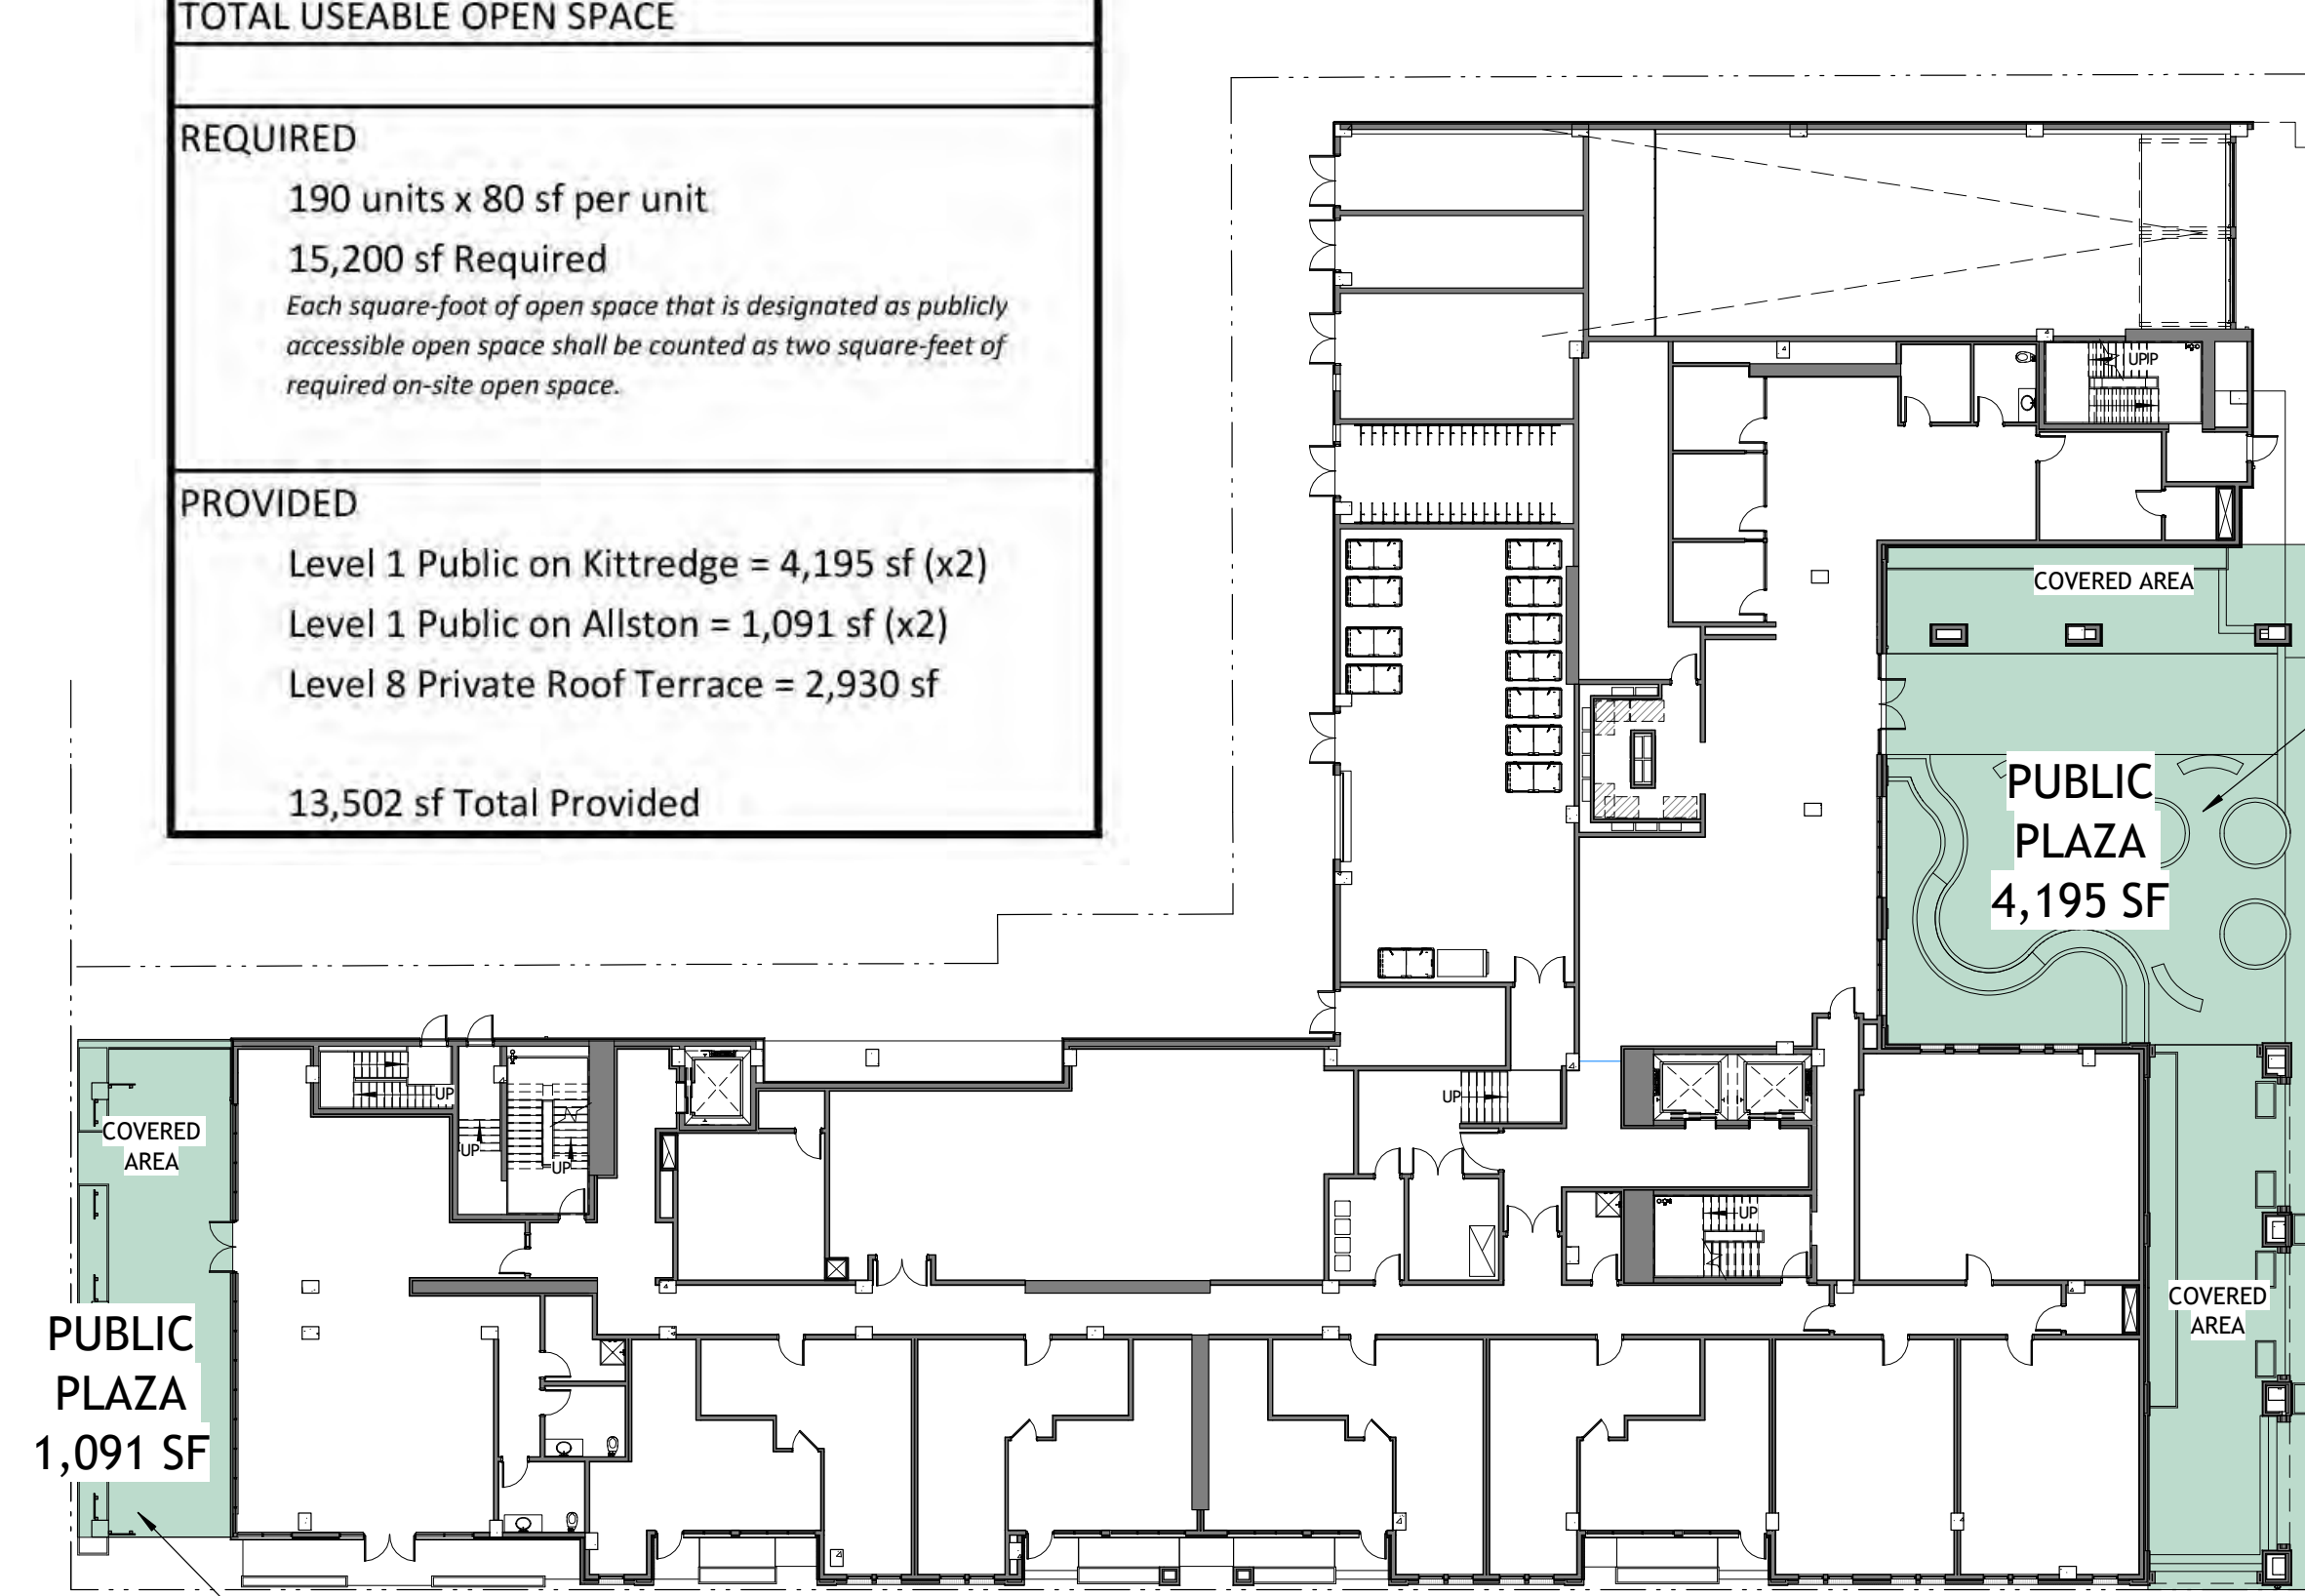 TOTAL USEABLE OPEN SPACE
REQUIRED
190 units x 80 sf per unit
15,200 sf Required
Each square-foot of open space that is designated as publicly
accessible open space shall be counted as two square-feet of
required on-site open space.
PROVIDED
Level 1 Public on Kittredge = 4,195 sf (x2)
Level 1 Public on Allston = 1,091 sf (x2)
Level 8 Private Roof Terrace = 2,930 sf
13,502 sf Total Provided
UPIP
COVERED AREA
PUBLIC
PLAZA
4,195 SF
UP
UP
UP
UP
UP
COVERED
AREA
PUBLIC
PLAZA
1,091 SF
COVERED
AREA